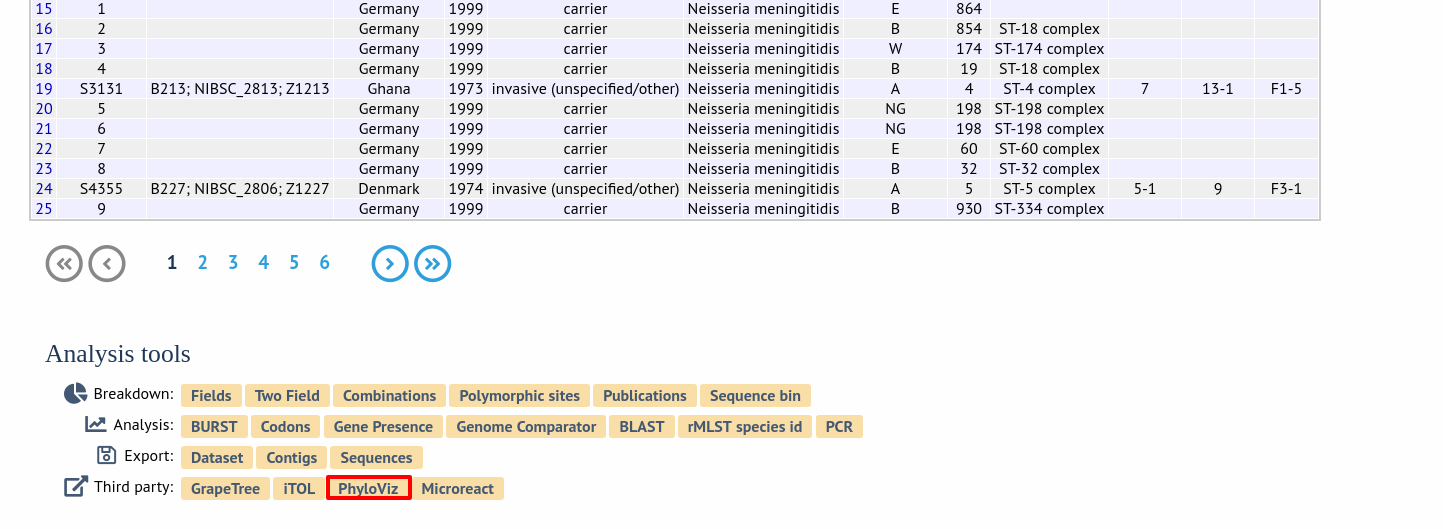 15 1 Germany 1999 carrier Neisseria meningitidis E 864
16 2 Germany 1999 carrier Neisseria meningitidis B 854 ST-18 complex
17 3 Germany 1999 carrier Neisseria meningitidis W 174 ST-174 complex
18 4 Germany 1999 carrier Neisseria meningitidis B 19 ST-18 complex
19 S3131 B213; NIBSC_2813; Z1213 Ghana 1973 invasive (unspecified/other) Neisseria meningitidis A 4 ST-4 complex 7 13-1 F1-5
20 5 Germany 1999 carrier Neisseria meningitidis NG 198 ST-198 complex
21 6 Germany 1999 carrier Neisseria meningitidis NG 198 ST-198 complex
22 7 Germany 1999 carrier Neisseria meningitidis E 60 ST-60 complex
23 8 Germany 1999 carrier Neisseria meningitidis B 32 ST-32 complex
24 S4355 B227; NIBSC_2806; Z1227 Denmark 1974 invasive (unspecified/other) Neisseria meningitidis A 5 ST-5 complex 5-1 9 F3-1
25 9 Germany 1999 carrier Neisseria meningitidis B 930 ST-334 complex
1 2 3 4 5 6
Analysis tools
Breakdown: Fields Two Field Combinations Polymorphic sites Publications Sequence bin
Analysis: BURST Codons Gene Presence Genome Comparator BLAST rMLST species id PCR
Export: Dataset Contigs Sequences
Third party: GrapeTree iTOL PhyloViz Microreact